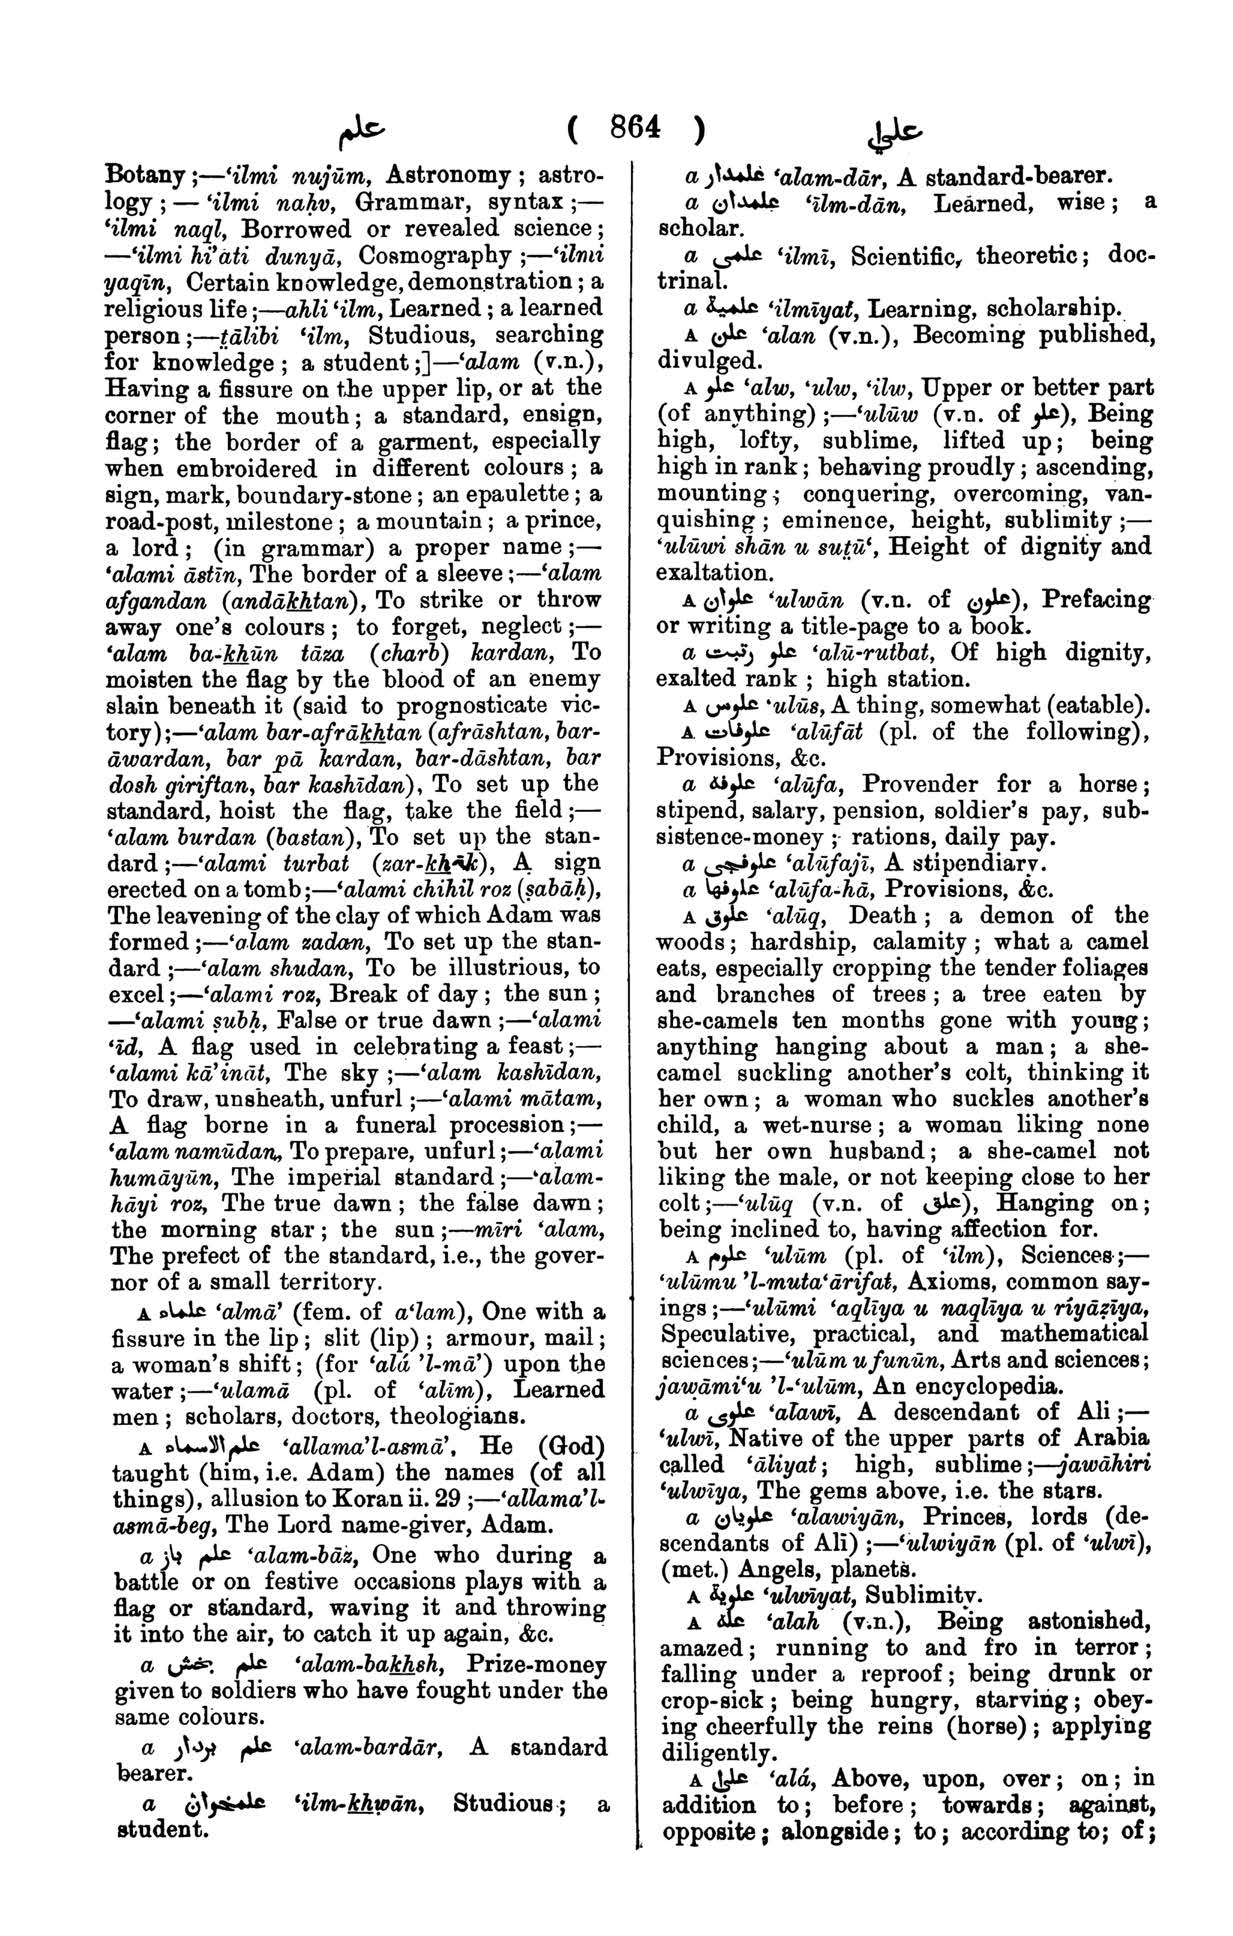 علم ( 864 ) علىٰ
Botany ;—‘ilmi nujūm, Astronomy ; astro-
logy ; — ‘ilmi naḥv, Grammar, syntax ;—
‘ilmi naql, Borrowed or revealed science ;
—‘ilmi hi’āti dunyā, Cosmography ;—‘ilmi
yaqīn, Certain knowledge, demonstration ; a
religious life ;—ahli ‘ilm, Learned ; a learned
person ;—t̤ālibi ‘ilm, Studious, searching
for knowledge ; a student ;]—‘alam (v.n.),
Having a fissure on the upper lip, or at the
corner of the mouth ; a standard, ensign,
flag ; the border of a garment, especially
when embroidered in different colours ; a
sign, mark, boundary-stone ; an epaulette ; a
road-post, milestone ; a mountain ; a prince,
a lord ; (in grammar) a proper name ;—
‘alami āstīn, The border of a sleeve ;—‘alam
afgandan (andākhtan), To strike or throw
away one’s colours ; to forget, neglect ;—
‘alam ba-khūn tāza (charb) kardan, To
moisten the flag by the blood of an enemy
slain beneath it (said to prognosticate vic-
tory) ;—‘alam bar-afrākhtan (afrāshtan, bar-
āwardan, bar pā kardan, bar-dāshtan, bar
dosh giriftan, bar kashīdan), To set up the
standard, hoist the flag, take the field ;—
‘alam burdan (bastan), To set up the stan-
dard ;—‘alami turbat (zar-khāk), A sign
erected on a tomb ;—‘alami chihil roz (ṣabāḥ),
The leavening of the clay of which Adam was
formed ;—‘alam zadan, To set up the stan-
dard ;—‘alam shudan, To be illustrious, to
excel ;—‘alami roz, Break of day ; the sun ;
—‘alami ṣubḥ, False or true dawn ;—‘alami
‘īd, A flag used in celebrating a feast ;—
‘alami kā’ināt, The sky ;—‘alam kashīdan,
To draw, unsheath, unfurl ;—‘alami mātam,
A flag borne in a funeral procession ;—
‘alam namūdan, To prepare, unfurl ;—‘alami
humāyūn, The imperial standard ;—‘alam-
hāyi roz, The true dawn ; the false dawn ;
the morning star ; the sun ;—mīri ‘alam,
The prefect of the standard, i.e., the gover-
nor of a small territory.
A علماء ‘almā’ (fem. of a‘lam), One with a
fissure in the lip ; slit (lip) ; armour, mail ;
a woman’s shift ; (for ‘alá ’l-mā’) upon the
water ;—‘ulamā (pl. of ‘alīm), Learned
men ; scholars, doctors, theologians.
A علم الاسماء ‘allama’l-asmā’, He (God)
taught (him, i.e. Adam) the names (of all
things), allusion to Koran ii. 29 ;—‘allama’l-
asmā-beg, The Lord name-giver, Adam.
a علم باز ‘alam-bāz, One who during a
battle or on festive occasions plays with a
flag or standard, waving it and throwing
it into the air, to catch it up again, &c.
a علم بخش ‘alam-bakhsh, Prize-money
given to soldiers who have fought under the
same colours.
a علم بردار ‘alam-bardār, A standard
bearer.
a علمخوان ‘ilm-khẉān, Studious ; a
student.
a علمدار ‘alam-dār, A standard-bearer.
a علمدان ‘ilm-dān, Learned, wise ; a
scholar.
a علمی ‘ilmī, Scientific, theoretic ; doc-
trinal.
a علمیة ‘ilmīyat, Learning, scholarship.
A علن ‘alan (v.n.), Becoming published,
divulged.
A علو ‘alw, ‘ulw, ‘ilw, Upper or better part
(of anything) ;—‘ulūw (v.n. of علو), Being
high, lofty, sublime, lifted up ; being
high in rank ; behaving proudly ; ascending,
mounting ; conquering, overcoming, van-
quishing ; eminence, height, sublimity ;—
‘ulūwi shān u sut̤ū‘, Height of dignity and
exaltation.
A علوان ‘ulwān (v.n. of علون), Prefacing
or writing a title-page to a book.
a علو رتبت ‘alū-rutbat, Of high dignity,
exalted rank ; high station.
A علوس ‘ulūs, A thing, somewhat (eatable).
A علوفات ‘alūfāt (pl. of the following),
Provisions, &c.
a علوفه ‘alūfa, Provender for a horse ;
stipend, salary, pension, soldier’s pay, sub-
sistence-money ; rations, daily pay.
a علوفجی ‘alūfajī, A stipendiary.
a علوفها ‘alūfa-hā, Provisions, &c.
A علوق ‘alūq, Death ; a demon of the
woods ; hardship, calamity ; what a camel
eats, especially cropping the tender foliages
and branches of trees ; a tree eaten by
she-camels ten months gone with young ;
anything hanging about a man ; a she-
camel suckling another’s colt, thinking it
her own ; a woman who suckles another’s
child, a wet-nurse ; a woman liking none
but her own husband ; a she-camel not
liking the male, or not keeping close to her
colt ;—‘ulūq (v.n. of علق), Hanging on ;
being inclined to, having affection for.
A علوم ‘ulūm (pl. of ‘ilm), Sciences ;—
‘ulūmu ’l-muta‘ārifat, Axioms, common say-
ings ;—‘ulūmi ‘aqlīya u naqlīya u riyāẓīya,
Speculative, practical, and mathematical
sciences ;—‘ulūm u funūn, Arts and sciences ;
jawāmi‘u ’l-‘ulūm, An encyclopedia.
a علوی ‘alawī, A descendant of Ali ;—
‘ulwī, Native of the upper parts of Arabia
called ‘āliyat ; high, sublime ;—jawāhiri
‘ulwīya, The gems above, i.e. the stars.
a علویان ‘alawiyān, Princes, lords (de-
scendants of Ali) ;—‘ulwiyān (pl. of ‘ulwī),
(met.) Angels, planets.
A علویة ‘ulwīyat, Sublimity.
A عله ‘alah (v.n.), Being astonished,
amazed ; running to and fro in terror ;
falling under a reproof ; being drunk or
crop-sick ; being hungry, starving ; obey-
ing cheerfully the reins (horse) ; applying
diligently.
A علىٰ ‘alá, Above, upon, over ; on ; in
addition to ; before ; towards ; against,
opposite ; alongside ; to ; according to ; of ;